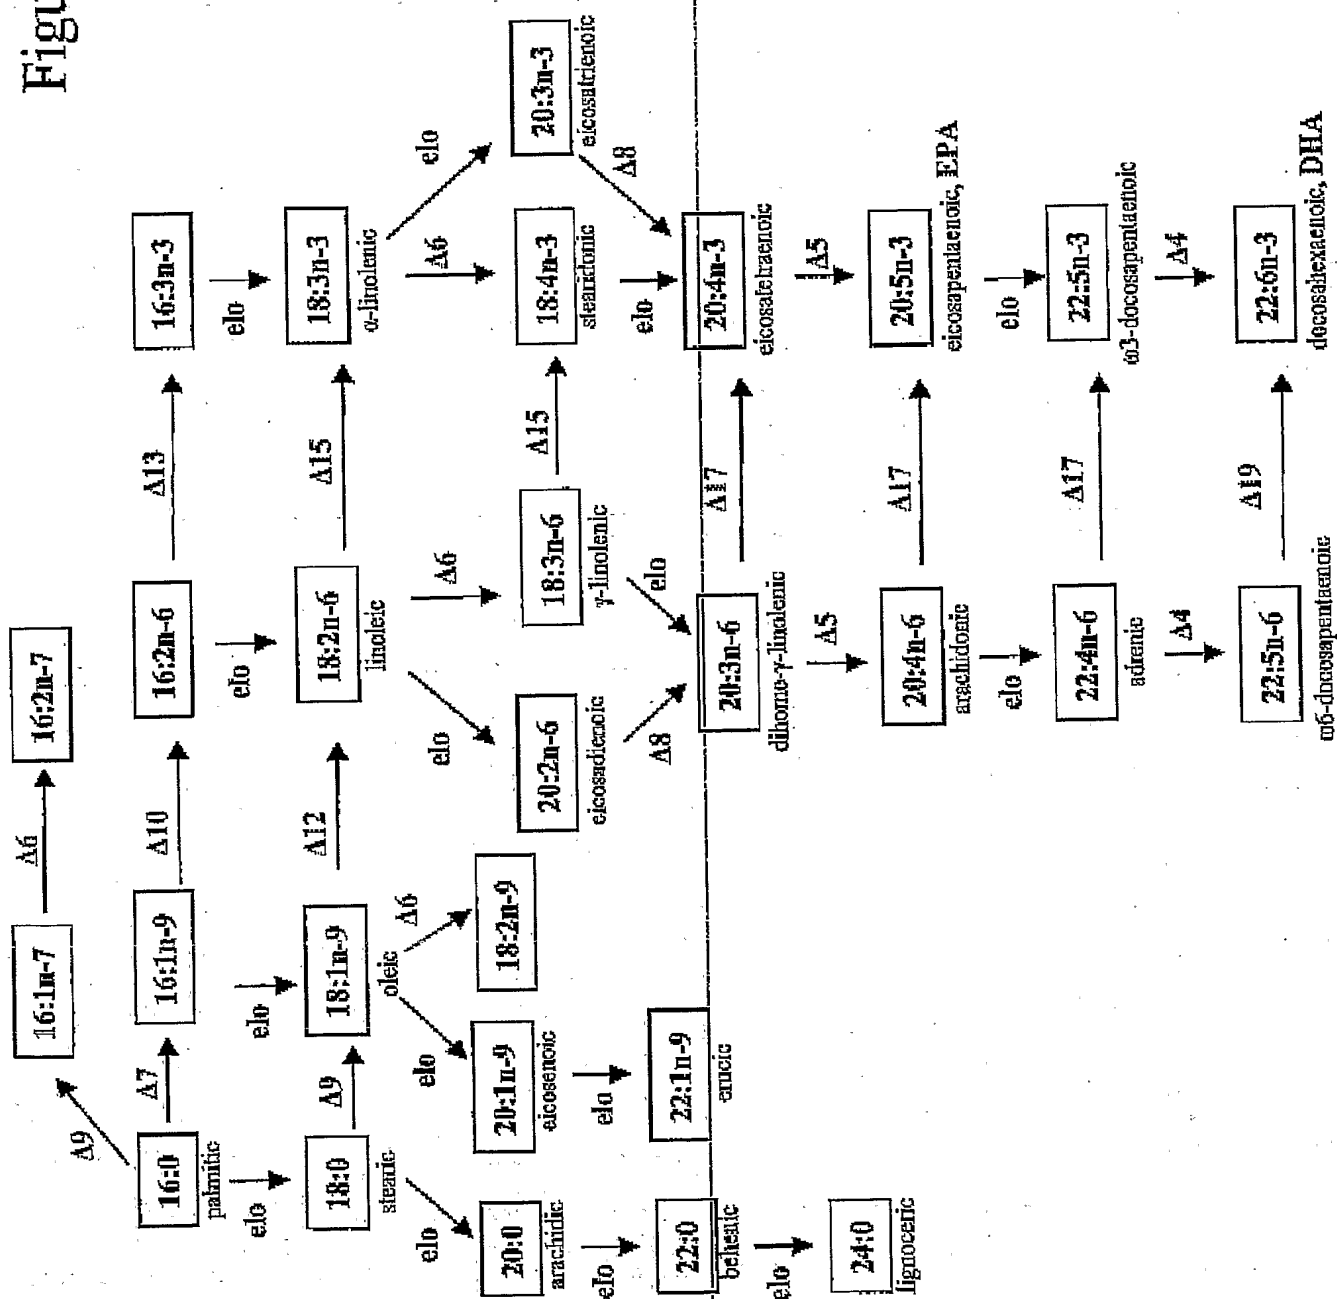 Figu
16:1n-7
Δ6
16:2n-7
Δ9
16:0
palmitic
Δ7
16:1n-9
Δ10
16:2n-6
Δ13
16:3n-3
elo
elo
elo
elo
18:0
stearic
Δ9
18:1n-9
oleic
Δ12
18:2n-6
linoleic
Δ15
18:3n-3
α-linolenic
elo
elo
Δ6
elo
Δ6
Δ6
elo
20:0
arachidic
20:1n-9
eicosenoic
18:2n-9
20:2n-6
eicosadienoic
18:3n-6
γ-linolenic
Δ15
18:4n-3
stearidonic
20:3n-3
eicosatrienoic
elo
elo
Δ8
elo
elo
Δ8
22:0
behenic
22:1n-9
erucic
20:3n-6
dihomo-γ-linolenic
Δ17
20:4n-3
eicosatetraenoic
elo
Δ5
Δ5
24:0
lignoceric
20:4n-6
arachidonic
Δ17
20:5n-3
eicosapentaenoic, EPA
elo
elo
22:4n-6
adrenic
Δ17
22:5n-3
ω3-docosapentaenoic
Δ4
Δ4
22:5n-6
ω6-docosapentaenoic
Δ19
22:6n-3
docosahexaenoic, DHA